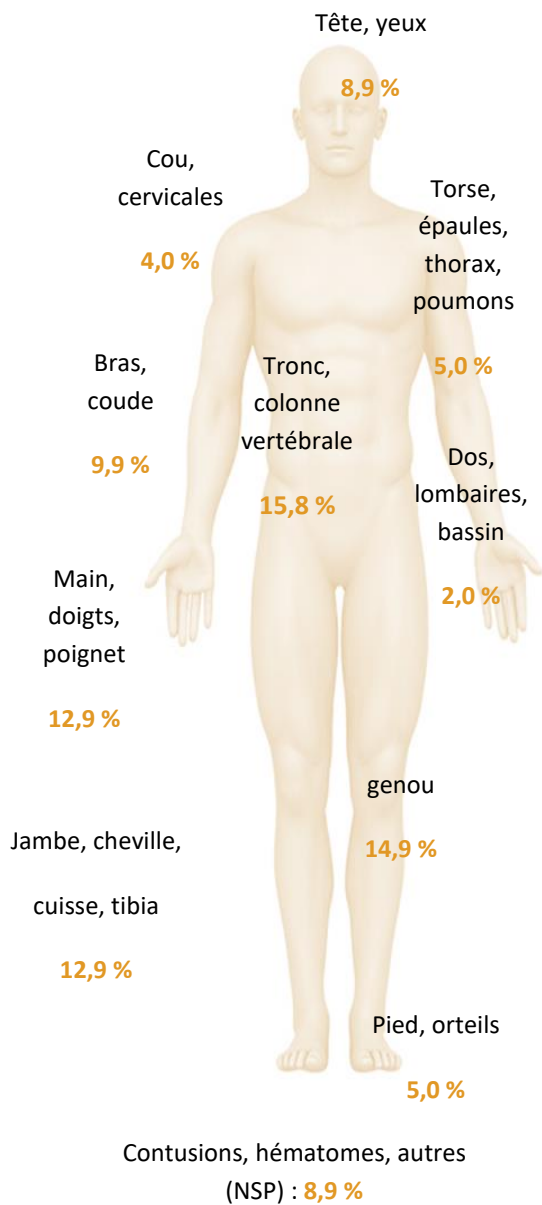 Tête, yeux
8,9 %
Cou,
cervicales
4,0 %
Torse,
épaules,
thorax,
poumons
5,0 %
Bras,
coude
9,9 %
Tronc,
colonne
vertébrale
15,8 %
Dos,
lombaires,
bassin
2,0 %
Main,
doigts,
poignet
12,9 %
genou
14,9 %
Jambe, cheville,
cuisse, tibia
12,9 %
Pied, orteils
5,0 %
Contusions, hématomes, autres
(NSP) : 8,9 %